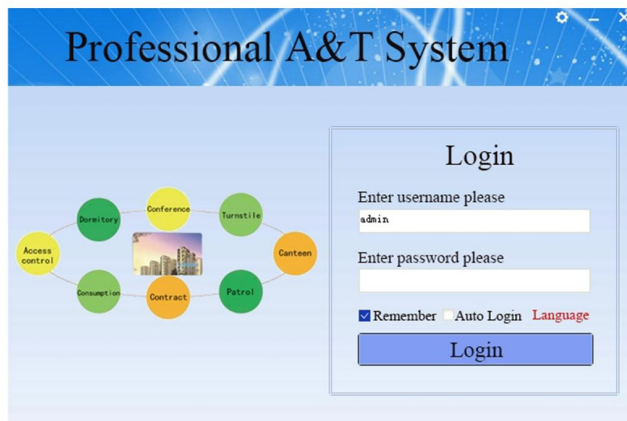 Professional A&T System
Conference
Dormitory
Turnstile
Access
control
Canteen
Consumption
Contract
Patrol
Login
Enter username please
admin
Enter password please
Remember Auto Login Language
Login